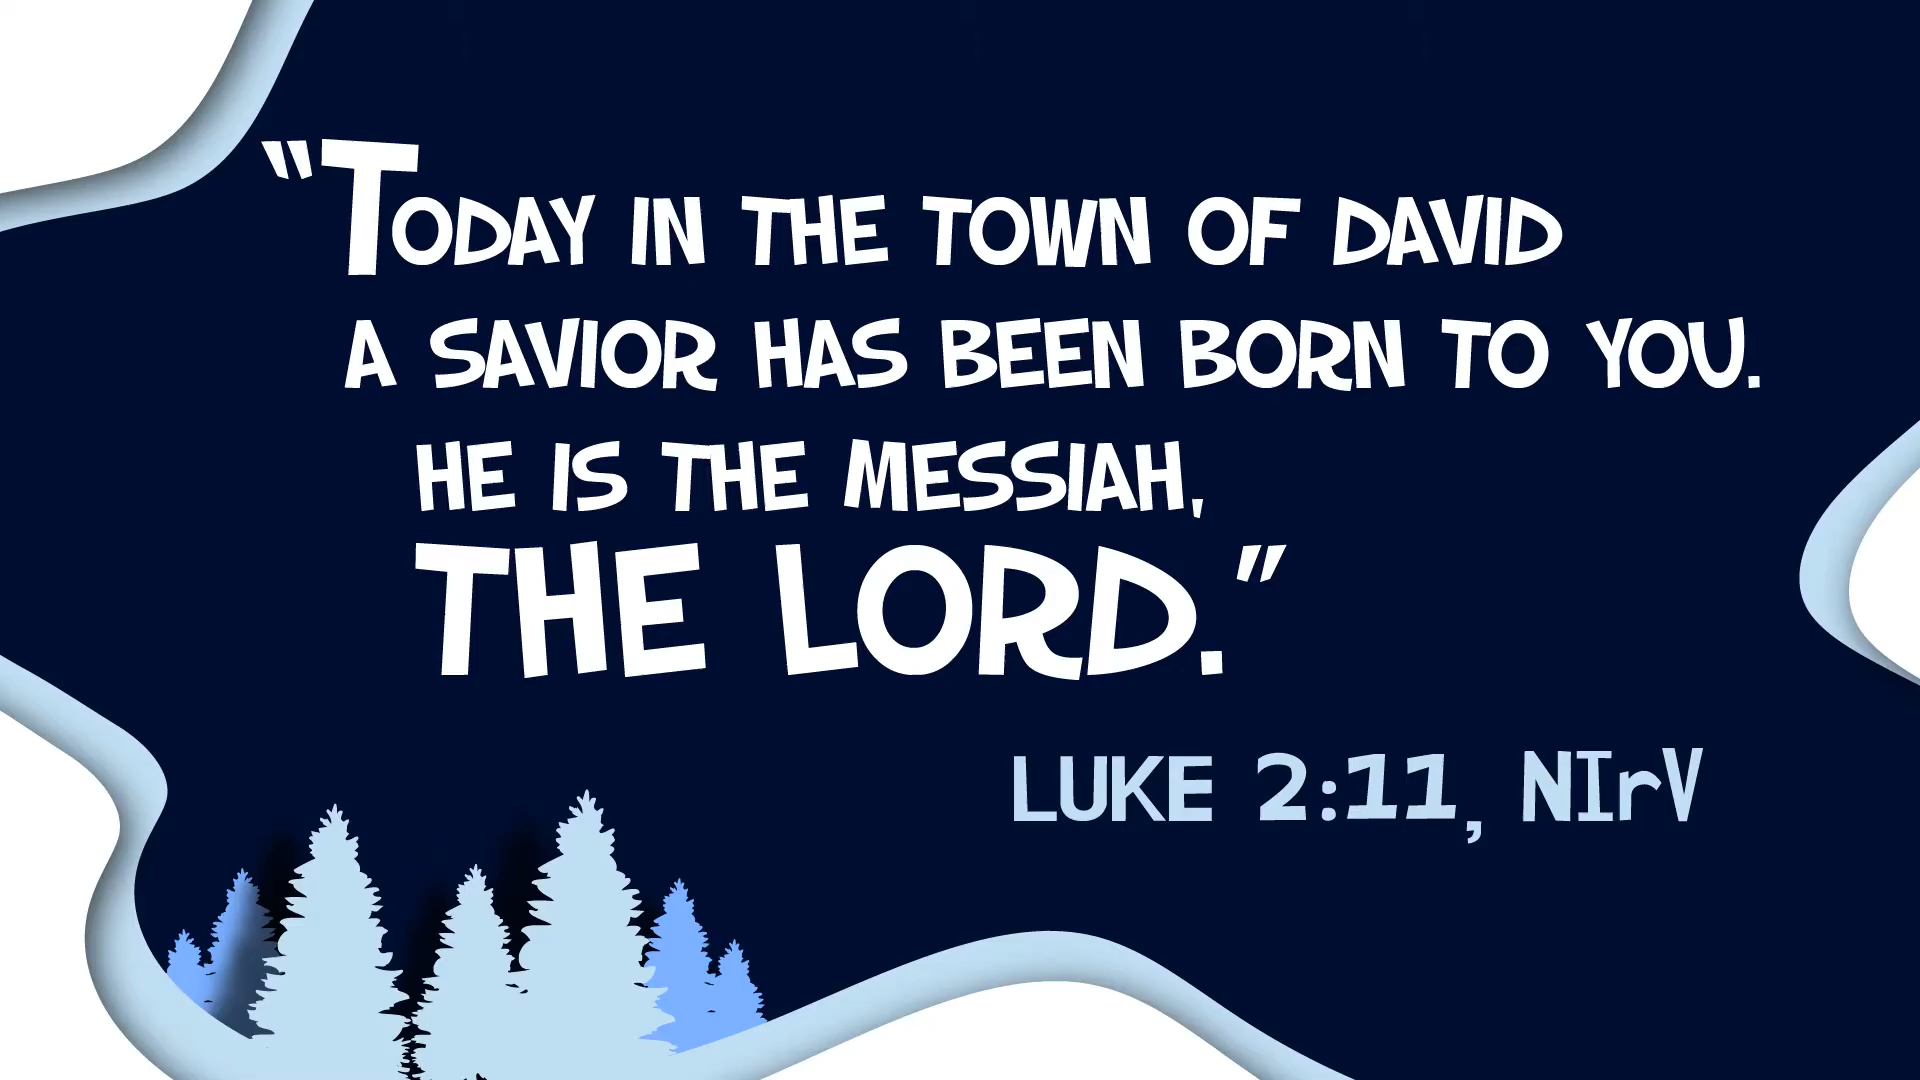 “TODAY IN THE TOWN OF DAVID
A SAVIOR HAS BEEN BORN TO YOU.
HE IS THE MESSIAH,
THE LORD.”
LUKE 2:11, NIrV